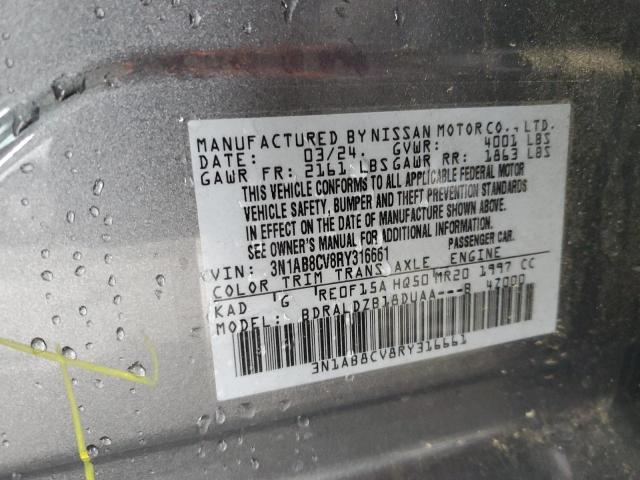 MANUFACTURED BY NISSAN MOTOR CO., LTD.
DATE: 03/24. GVWR: 4001 LBS
GAWR FR: 2161 LBS GAWR RR: 1863 LBS
THIS VEHICLE CONFORMS TO ALL APPLICABLE FEDERAL MOTOR
VEHICLE SAFETY, BUMPER AND THEFT PREVENTION STANDARDS
IN EFFECT ON THE DATE OF MANUFACTURE SHOWN ABOVE.
SEE OWNER'S MANUAL FOR ADDITIONAL INFORMATION.
VIN: 3N1AB8CV8RY316661 PASSENGER CAR.
COLOR TRIM TRANS AXLE ENGINE
KAD G RE0F15A HQ50 MR20 1997 CC
MODEL: BDRALDZB18DUAA---B 4Z000
3N1AB8CV8RY316661